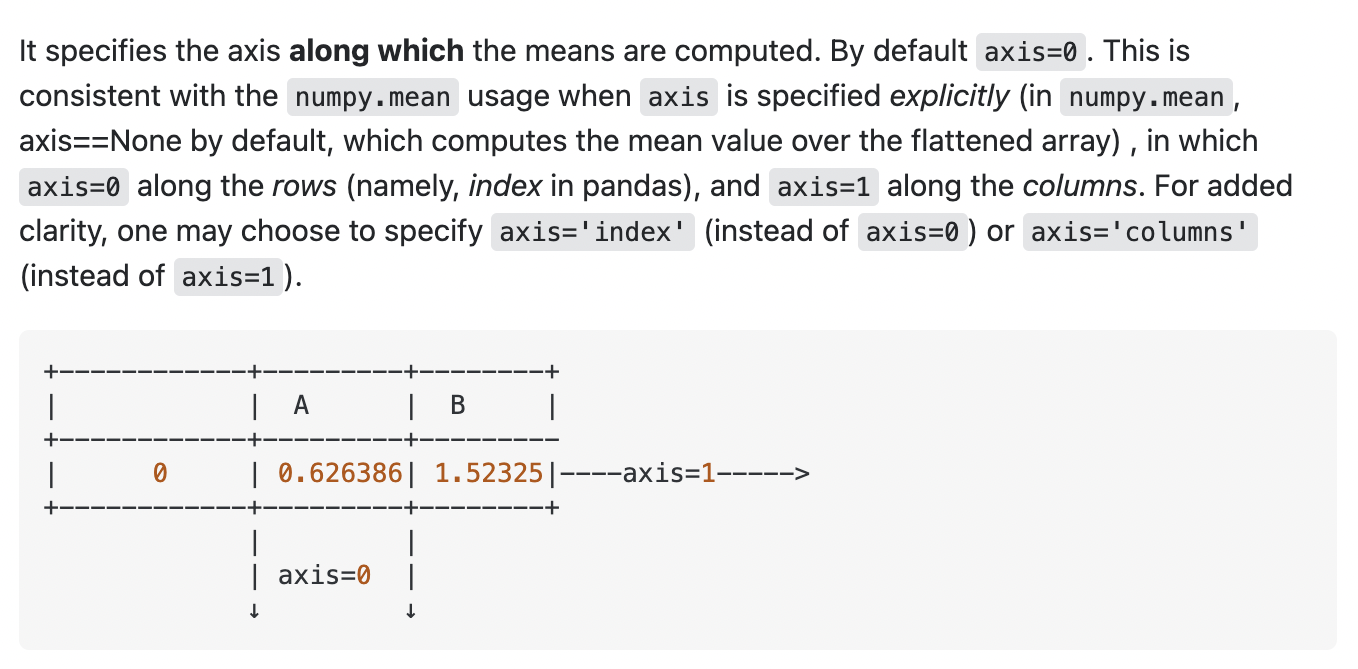 It specifies the axis along which the means are computed. By default axis=0. This is
consistent with the numpy.mean usage when axis is specified explicitly (in numpy.mean,
axis==None by default, which computes the mean value over the flattened array) , in which
axis=0 along the rows (namely, index in pandas), and axis=1 along the columns. For added
clarity, one may choose to specify axis='index' (instead of axis=0) or axis='columns'
(instead of axis=1).
+------------+---------+--------+
|            |  A      |  B     |
+------------+---------+---------
|      0     | 0.626386| 1.52325|----axis=1----->
+------------+---------+--------+
             |         |
             | axis=0  |
             ↓         ↓